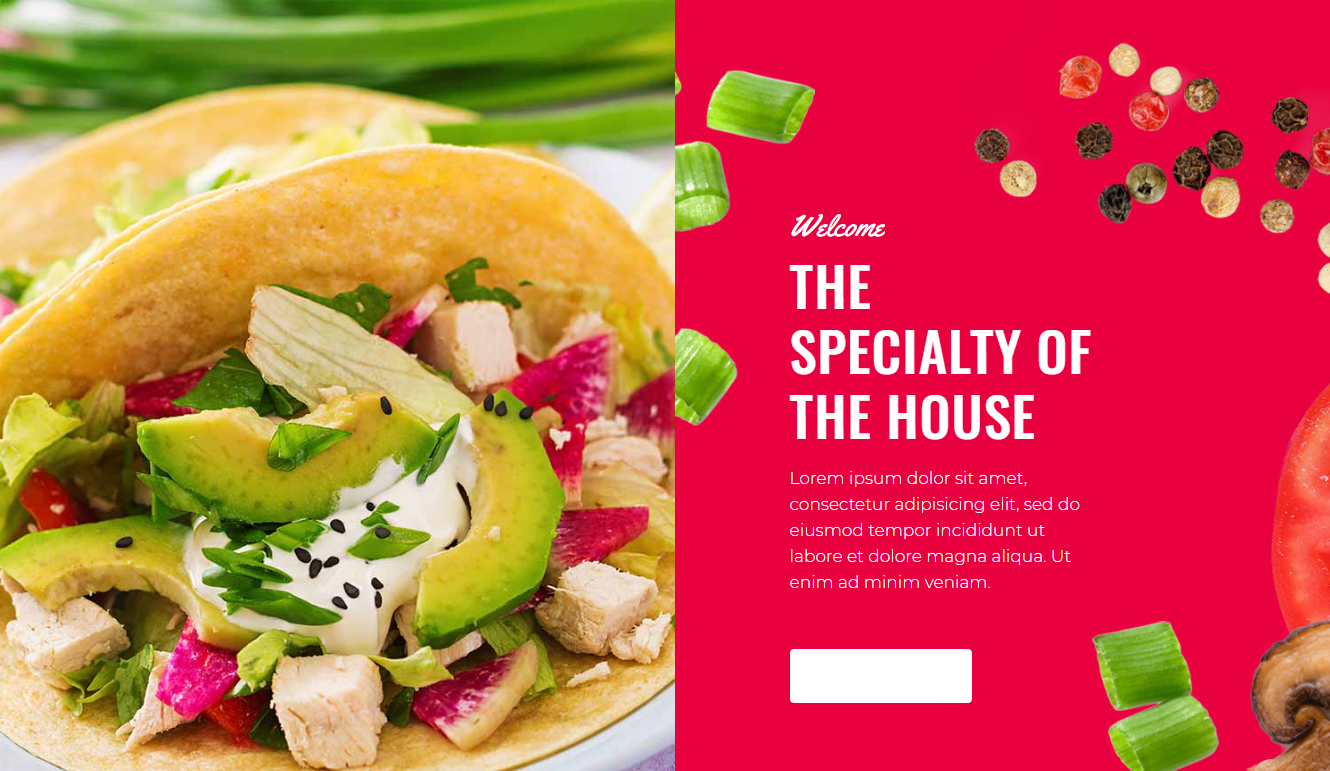 Welcome
THE
SPECIALTY OF
THE HOUSE
Lorem ipsum dolor sit amet,
consectetur adipisicing elit, sed do
eiusmod tempor incididunt ut
labore et dolore magna aliqua. Ut
enim ad minim veniam.